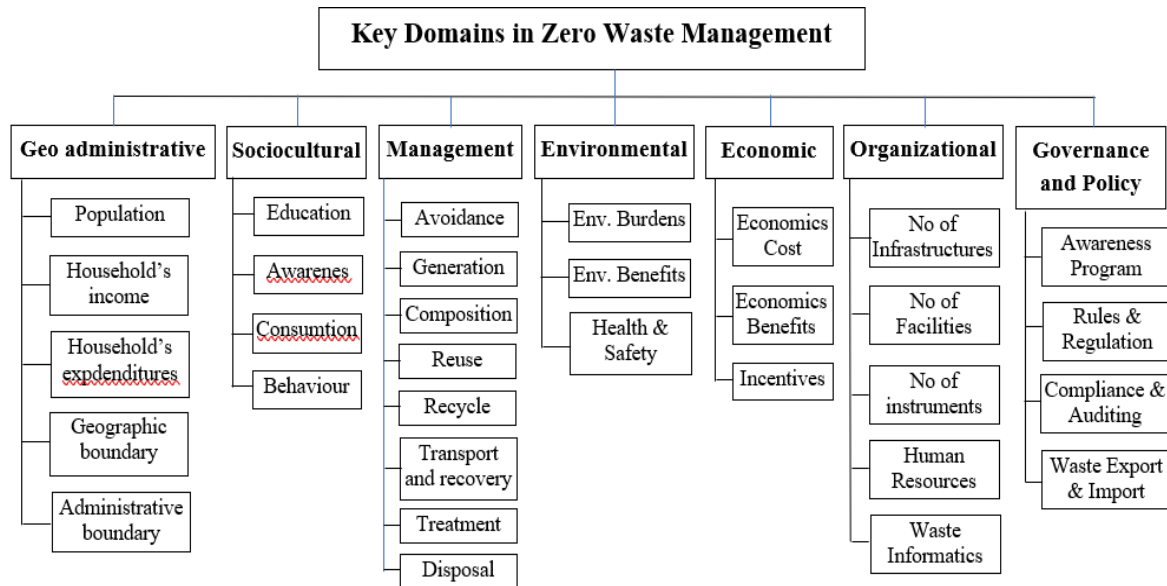 Key Domains in Zero Waste Management
Geo administrative
Population
Household's
income
Household's
expdenditures
Geographic
boundary
Administrative
boundary
Sociocultural
Education
Awarenes
Consumtion
Behaviour
Management
Avoidance
Generation
Composition
Reuse
Recycle
Transport
and recovery
Treatment
Disposal
Environmental
Env. Burdens
Env. Benefits
Health &
Safety
Economic
Economics
Cost
Economics
Benefits
Incentives
Organizational
No of
Infrastructures
No of
Facilities
No of
instruments
Human
Resources
Waste
Informatics
Governance
and Policy
Awareness
Program
Rules &
Regulation
Compliance &
Auditing
Waste Export
& Import